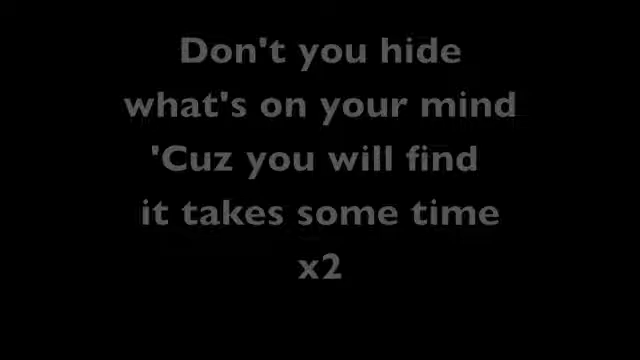 Don't you hide
what's on your mind
'Cuz you will find
it takes some time
x2